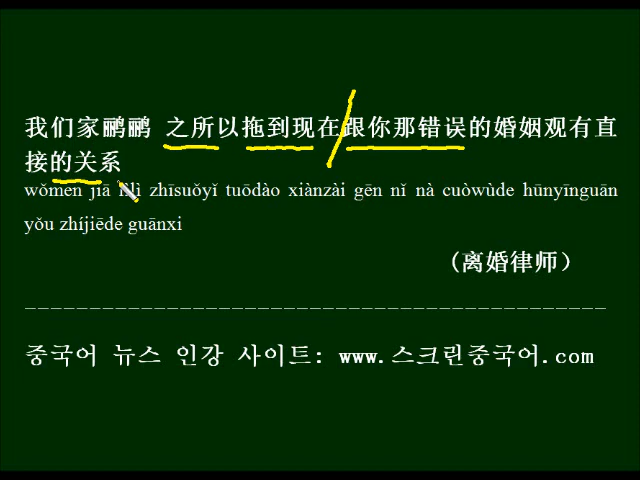 我们家鹂鹂 之所以拖到现在跟你那错误的婚姻观有直
接的关系
wǒmen jiā lìlì zhīsuǒyǐ tuōdào xiànzài gēn nǐ nà cuòwùde hūnyīnguān
yǒu zhíjiēde guānxi
(离婚律师）
중국어 뉴스 인강 사이트: www.스크린중국어.com